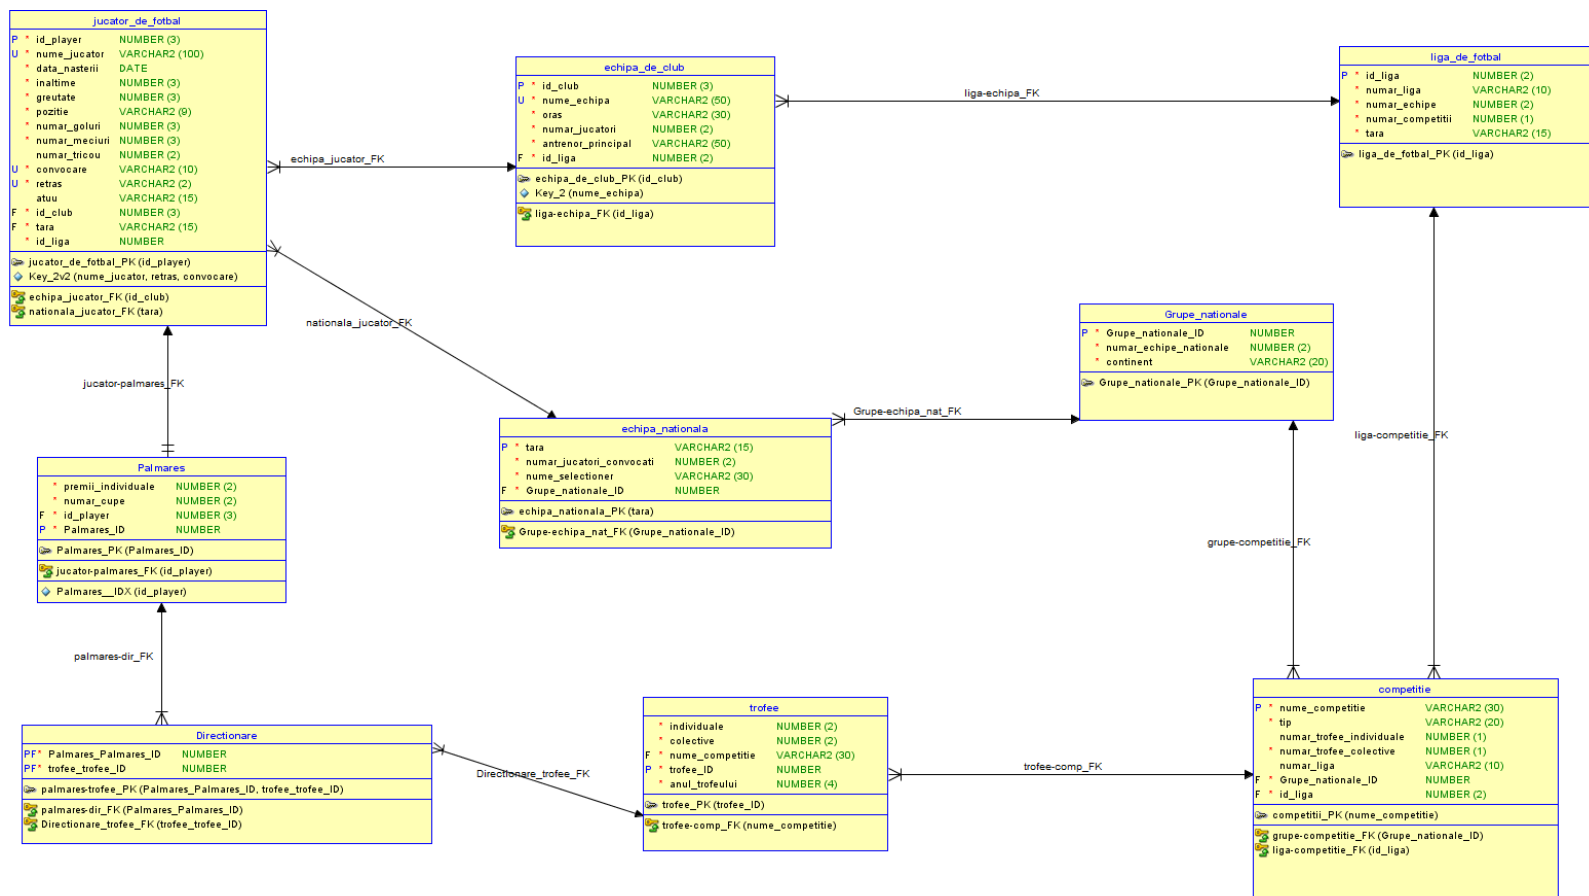 jucator_de_fotbal
P * id_player NUMBER (3)
U * nume_jucator VARCHAR2 (100)
* data_nasterii DATE
* inaltime NUMBER (3)
* greutate NUMBER (3)
* pozitie VARCHAR2 (9)
* numar_goluri NUMBER (3)
* numar_meciuri NUMBER (3)
numar_tricou NUMBER (2)
U * convocare VARCHAR2 (10)
U * retras VARCHAR2 (2)
atuu VARCHAR2 (15)
F * id_club NUMBER (3)
F * tara VARCHAR2 (15)
* id_liga NUMBER
jucator_de_fotbal_PK (id_player)
Key_2v2 (nume_jucator, retras, convocare)
echipa_jucator_FK (id_club)
nationala_jucator_FK (tara)
echipa_jucator_FK
echipa_de_club
P * id_club NUMBER (3)
U * nume_echipa VARCHAR2 (50)
* oras VARCHAR2 (30)
* numar_jucatori NUMBER (2)
* antrenor_principal VARCHAR2 (50)
F * id_liga NUMBER (2)
echipa_de_club_PK (id_club)
Key_2 (nume_echipa)
liga-echipa_FK (id_liga)
liga-echipa_FK
liga_de_fotbal
P * id_liga NUMBER (2)
* numar_liga VARCHAR2 (10)
* numar_echipe NUMBER (2)
* numar_competitii NUMBER (1)
* tara VARCHAR2 (15)
liga_de_fotbal_PK (id_liga)
nationala_jucator_FK
jucator-palmares_FK
Grupe_nationale
P * Grupe_nationale_ID NUMBER
* numar_echipe_nationale NUMBER (2)
* continent VARCHAR2 (20)
Grupe_nationale_PK (Grupe_nationale_ID)
Grupe-echipa_nat_FK
liga-competitie_FK
echipa_nationala
P * tara VARCHAR2 (15)
* numar_jucatori_convocati NUMBER (2)
* nume_selectioner VARCHAR2 (30)
F * Grupe_nationale_ID NUMBER
echipa_nationala_PK (tara)
Grupe-echipa_nat_FK (Grupe_nationale_ID)
grupe-competitie_FK
Palmares
* premii_individuale NUMBER (2)
* numar_cupe NUMBER (2)
F * id_player NUMBER (3)
P * Palmares_ID NUMBER
Palmares_PK (Palmares_ID)
jucator-palmares_FK (id_player)
Palmares__IDX (id_player)
palmares-dir_FK
Directionare
PF* Palmares_Palmares_ID NUMBER
PF* trofee_trofee_ID NUMBER
palmares-trofee_PK (Palmares_Palmares_ID, trofee_trofee_ID)
palmares-dir_FK (Palmares_Palmares_ID)
Directionare_trofee_FK (trofee_trofee_ID)
Directionare_trofee_FK
trofee
* individuale NUMBER (2)
* colective NUMBER (2)
F * nume_competitie VARCHAR2 (30)
P * trofee_ID NUMBER
* anul_trofeului NUMBER (4)
trofee_PK (trofee_ID)
trofee-comp_FK (nume_competitie)
trofee-comp_FK
competitie
P * nume_competitie VARCHAR2 (30)
* tip VARCHAR2 (20)
numar_trofee_individuale NUMBER (1)
* numar_trofee_colective NUMBER (1)
numar_liga VARCHAR2 (10)
F * Grupe_nationale_ID NUMBER
F * id_liga NUMBER (2)
competitii_PK (nume_competitie)
grupe-competitie_FK (Grupe_nationale_ID)
liga-competitie_FK (id_liga)